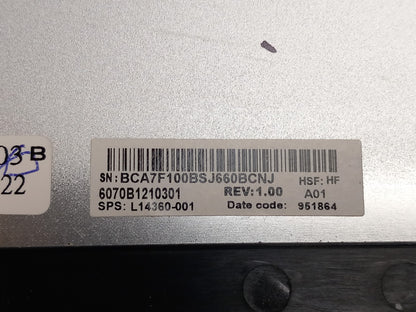 03 B
22
SN:BCA7F100BSJ660BCNJ HSF: HF
6070B1210301 REV:1.00 A01
SPS: L14360-001 Date code: 951864